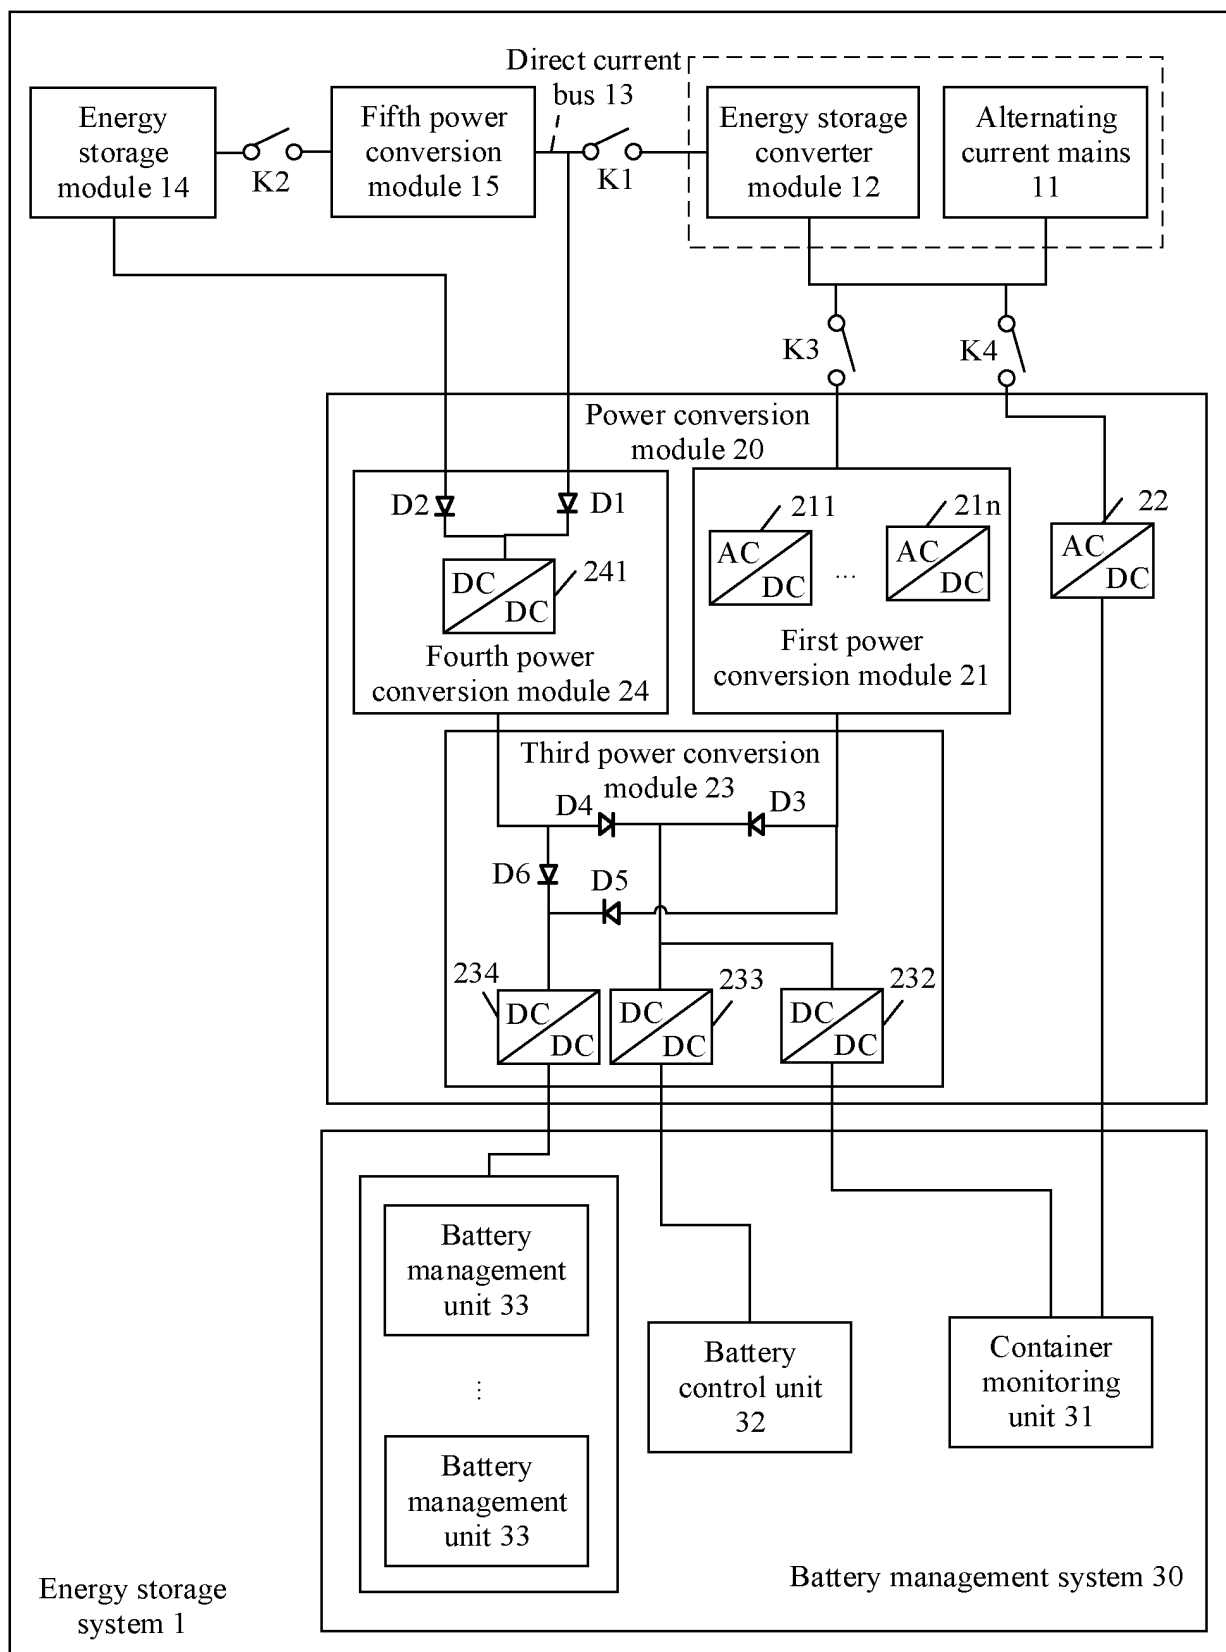 Direct current
bus 13
Energy
storage
module 14
K2
Fifth power
conversion
module 15
K1
Energy storage
converter
module 12
Alternating
current mains
11
K3
K4
Power conversion
module 20
D2
D1
DC
DC
241
Fourth power
conversion module 24
211
AC
DC
...
21n
AC
DC
First power
conversion module 21
22
AC
DC
Third power conversion
module 23
D4
D3
D6
D5
234
DC
DC
233
DC
DC
232
DC
DC
Battery
management
unit 33
...
Battery
management
unit 33
Battery
control unit
32
Container
monitoring
unit 31
Battery management system 30
Energy storage
system 1